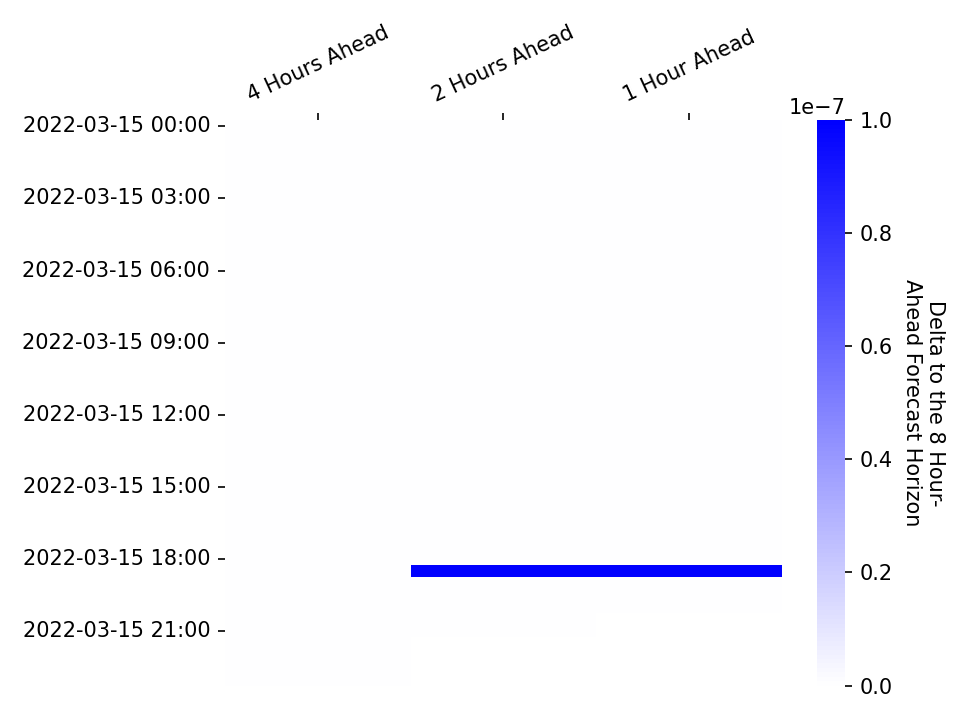 4 Hours Ahead
2 Hours Ahead
1 Hour Ahead
2022-03-15 00:00
2022-03-15 03:00
2022-03-15 06:00
2022-03-15 09:00
2022-03-15 12:00
2022-03-15 15:00
2022-03-15 18:00
2022-03-15 21:00
1e−7
1.0
0.8
0.6
0.4
0.2
0.0
Delta to the 8 Hour-
Ahead Forecast Horizon